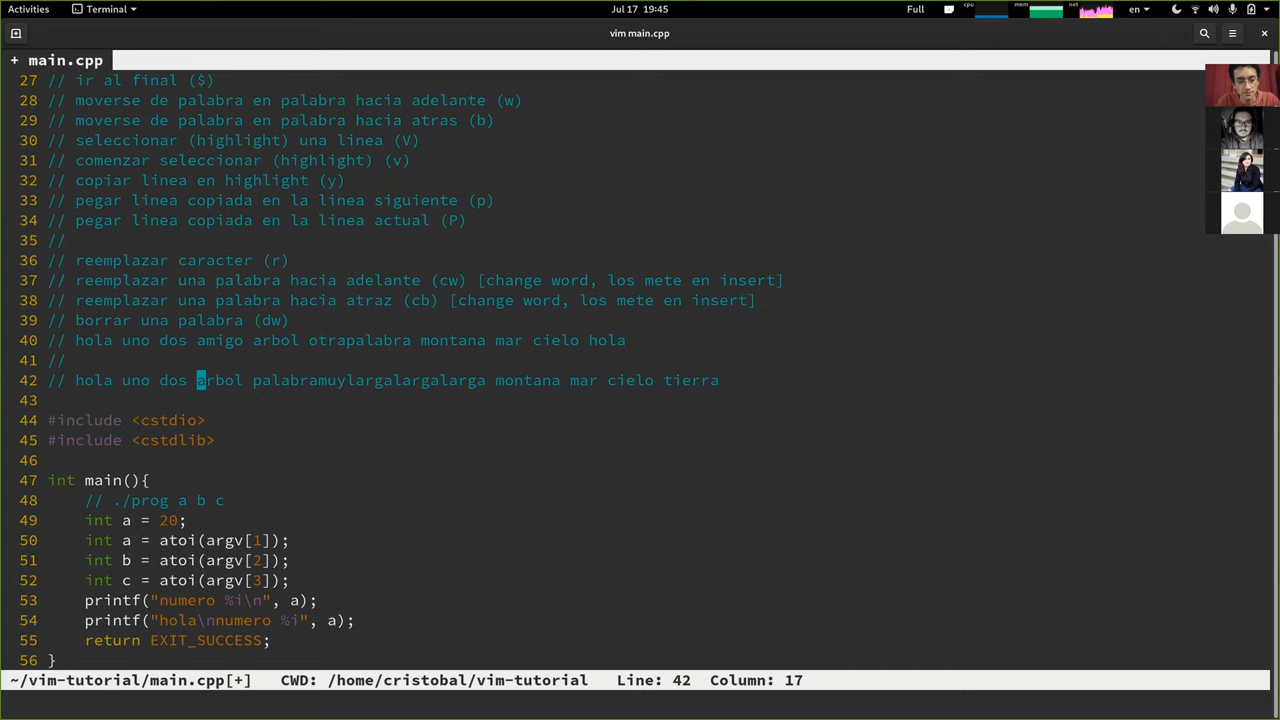 Activities Terminal Jul 17 19:45 Full cpu mem net en
vim main.cpp
+ main.cpp
27 // ir al final ($)
28 // moverse de palabra en palabra hacia adelante (w)
29 // moverse de palabra en palabra hacia atras (b)
30 // seleccionar (highlight) una linea (V)
31 // comenzar seleccionar (highlight) (v)
32 // copiar linea en highlight (y)
33 // pegar linea copiada en la linea siguiente (p)
34 // pegar linea copiada en la linea actual (P)
35 //
36 // reemplazar caracter (r)
37 // reemplazar una palabra hacia adelante (cw) [change word, los mete en insert]
38 // reemplazar una palabra hacia atraz (cb) [change word, los mete en insert]
39 // borrar una palabra (dw)
40 // hola uno dos amigo arbol otrapalabra montana mar cielo hola
41 //
42 // hola uno dos arbol palabramuylargalargalarga montana mar cielo tierra
43
44 #include <cstdio>
45 #include <cstdlib>
46
47 int main(){
48     // ./prog a b c
49     int a = 20;
50     int a = atoi(argv[1]);
51     int b = atoi(argv[2]);
52     int c = atoi(argv[3]);
53     printf("numero %i\n", a);
54     printf("hola\nnumero %i", a);
55     return EXIT_SUCCESS;
56 }
~/vim-tutorial/main.cpp[+]   CWD: /home/cristobal/vim-tutorial   Line: 42  Column: 17